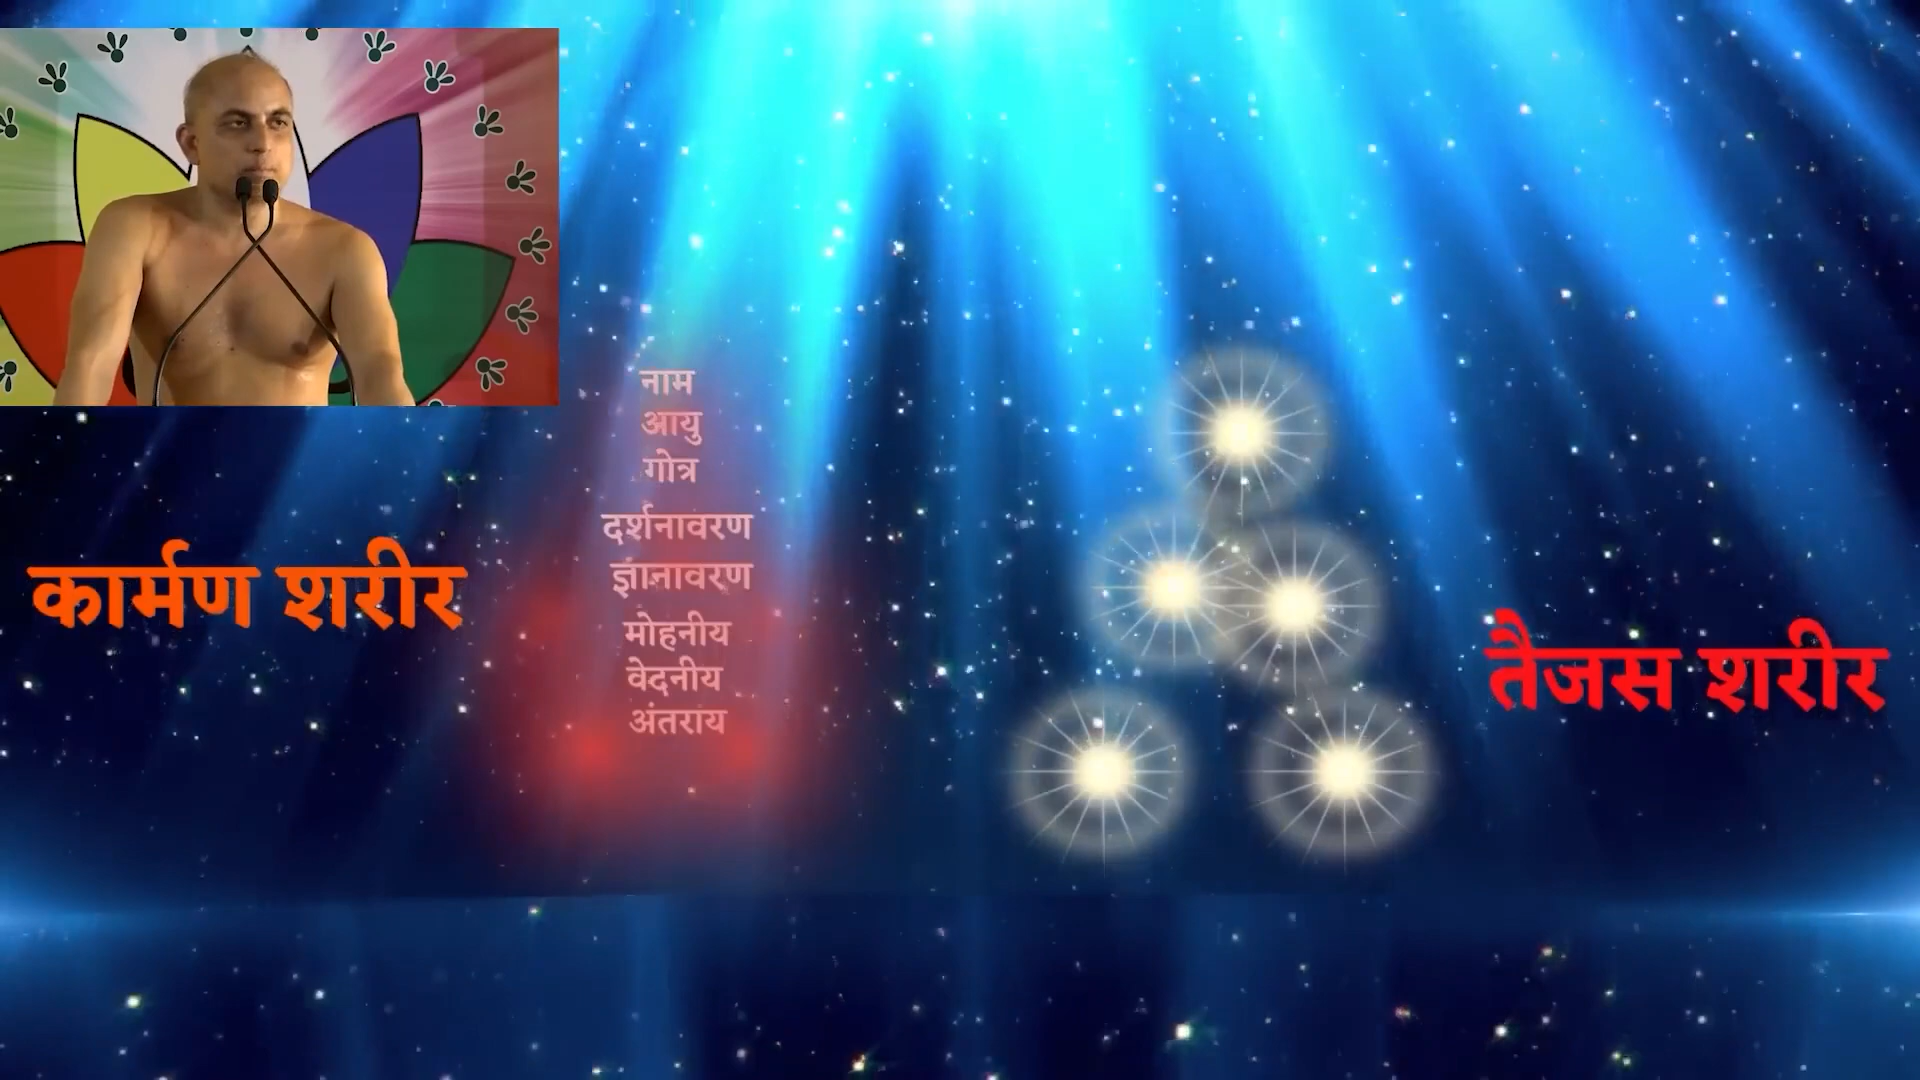 नाम
आयु
गोत्र
दर्शनावरण
ज्ञानावरण
मोहनीय
वेदनीय
अंतराय
कार्मण शरीर
तैजस शरीर